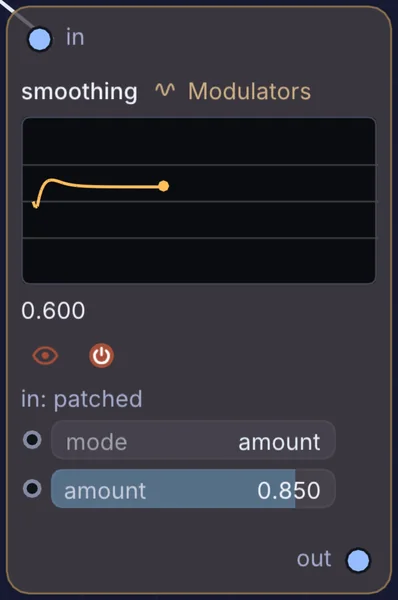 in
smoothing Modulators
0.600
in: patched
mode amount
amount 0.850
out